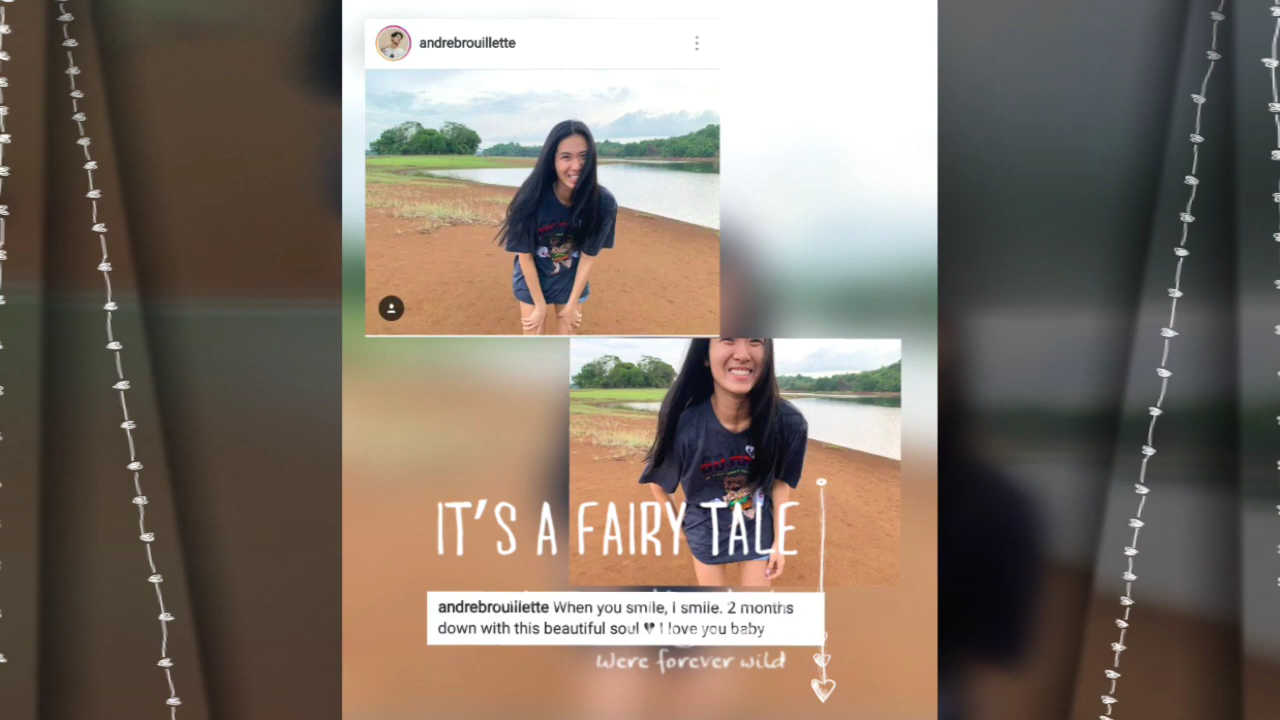 andrebrouillette
IT'S A FAIRY TALE
andrebrouillette When you smile, I smile. 2 months
down with this beautiful soul 💔 I love you baby
Were forever wild